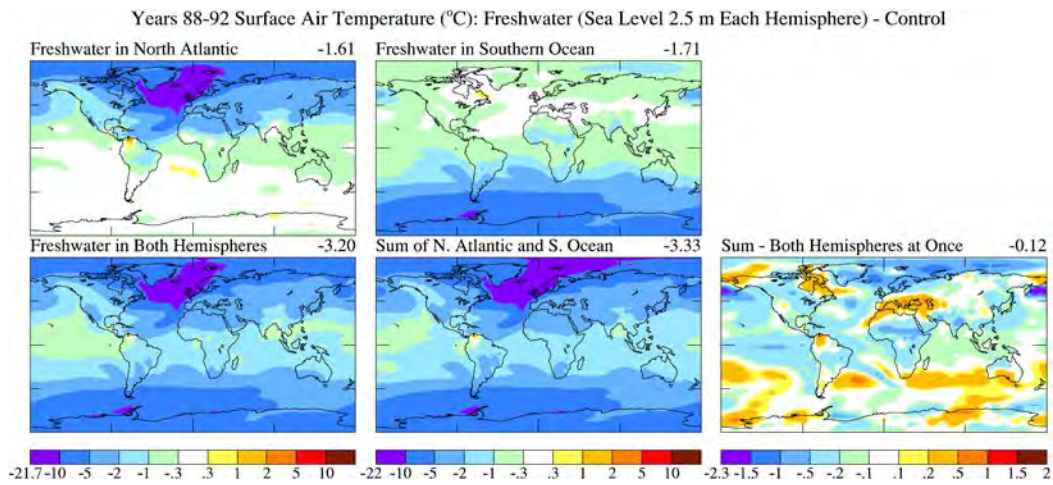 Years 88-92 Surface Air Temperature (°C): Freshwater (Sea Level 2.5 m Each Hemisphere) - Control
Freshwater in North Atlantic -1.61
Freshwater in Southern Ocean -1.71
Freshwater in Both Hemispheres -3.20
Sum of N. Atlantic and S. Ocean -3.33
Sum - Both Hemispheres at Once -0.12
-21.7 -10 -5 -2 -1 -.3 .3 1 2 5 10
-22 -10 -5 -2 -1 -.3 .3 1 2 5 10
-2.3 -1.5 -1 -.5 -.2 -.1 .1 .2 .5 1 1.5 2